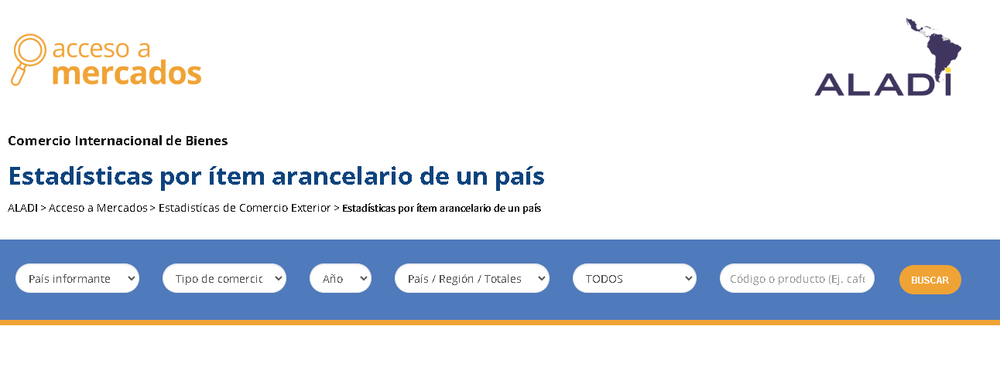 acceso a
mercados
ALADI
Comercio Internacional de Bienes
Estadísticas por ítem arancelario de un país
ALADI > Acceso a Mercados > Estadistícas de Comercio Exterior > Estadísticas por ítem arancelario de un país
País informante Tipo de comercic Año País / Región / Totales TODOS Código o producto (Ej. café BUSCAR